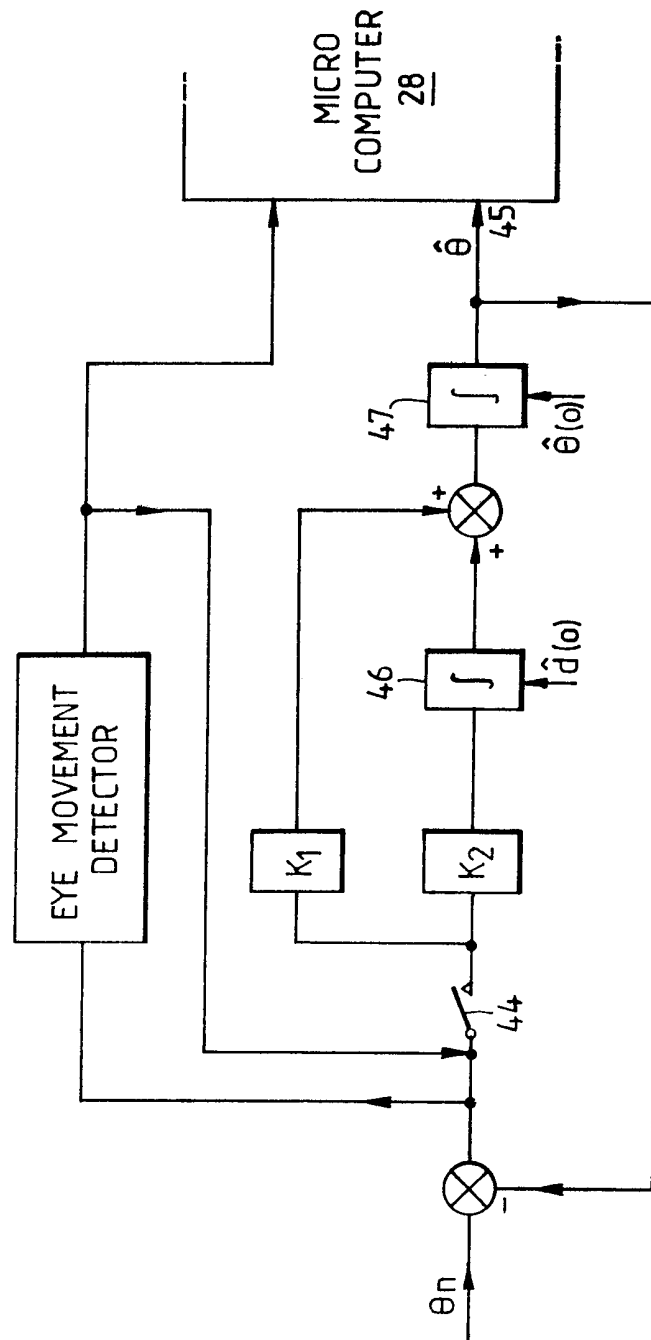 EYE MOVEMENT
DETECTOR
MICRO
COMPUTER
28
K1
K2
46
47
44
45
θn
−
+
+
∫
∫
d̂(o)
θ̂(o)
θ̂